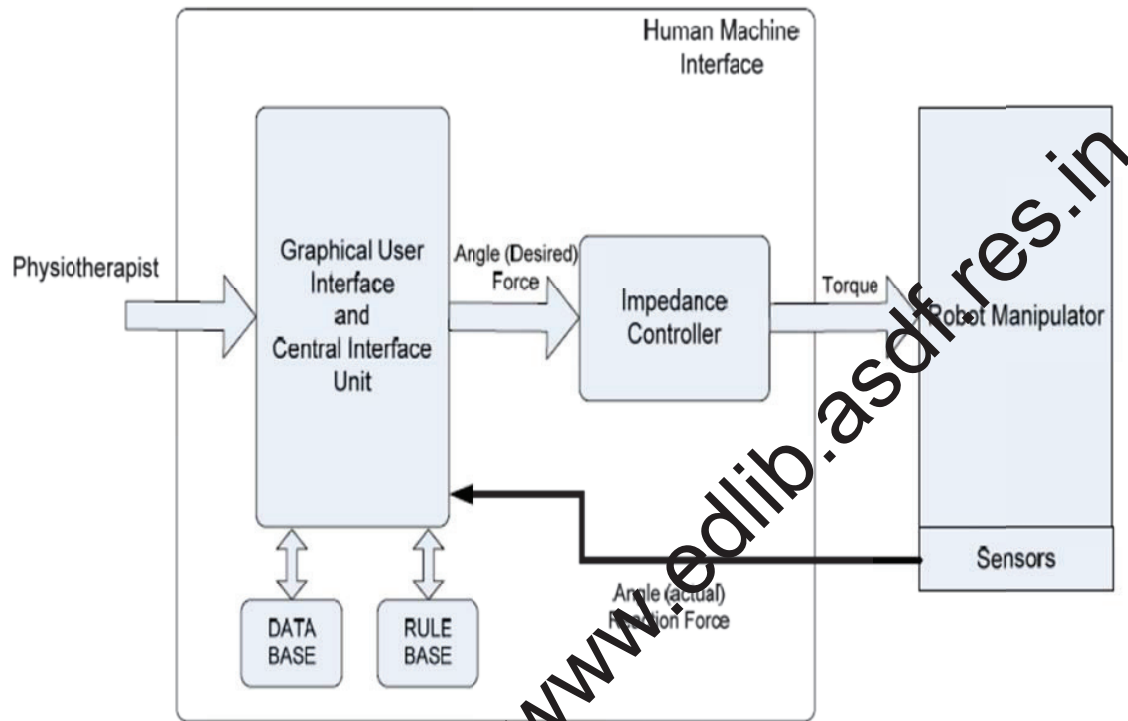 Human Machine
Interface
Physiotherapist
Graphical User
Interface
and
Central Interface
Unit
Angle (Desired)
Force
Impedance
Controller
Torque
Robot Manipulator
Sensors
Angle (actual)
Reaction Force
DATA
BASE
RULE
BASE
www.edlib.asdf.res.in